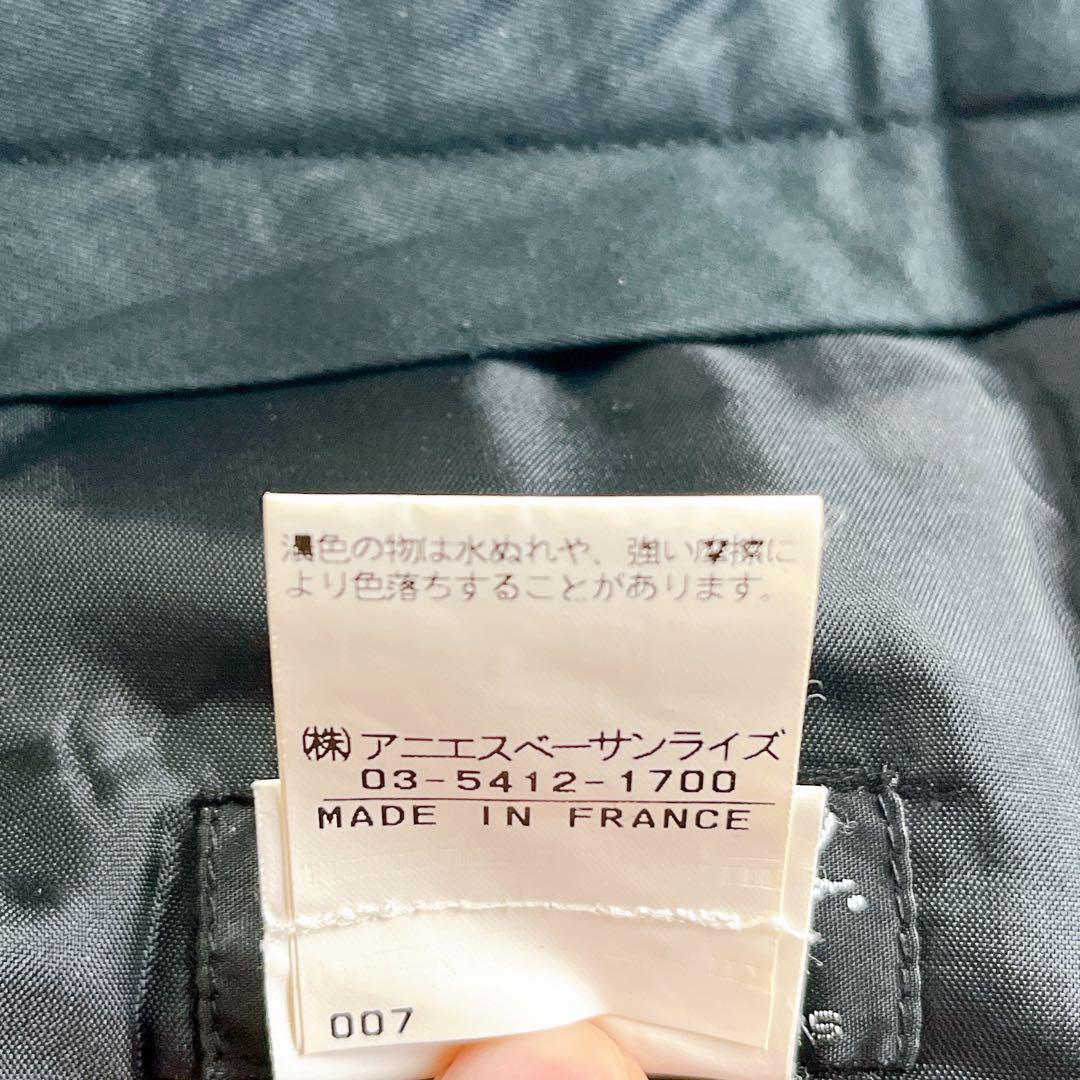 濃色の物は水ぬれや、強い摩擦に
より色落ちすることがあります。
(株)アニエスベーサンライズ
03-5412-1700
MADE IN FRANCE
007
S